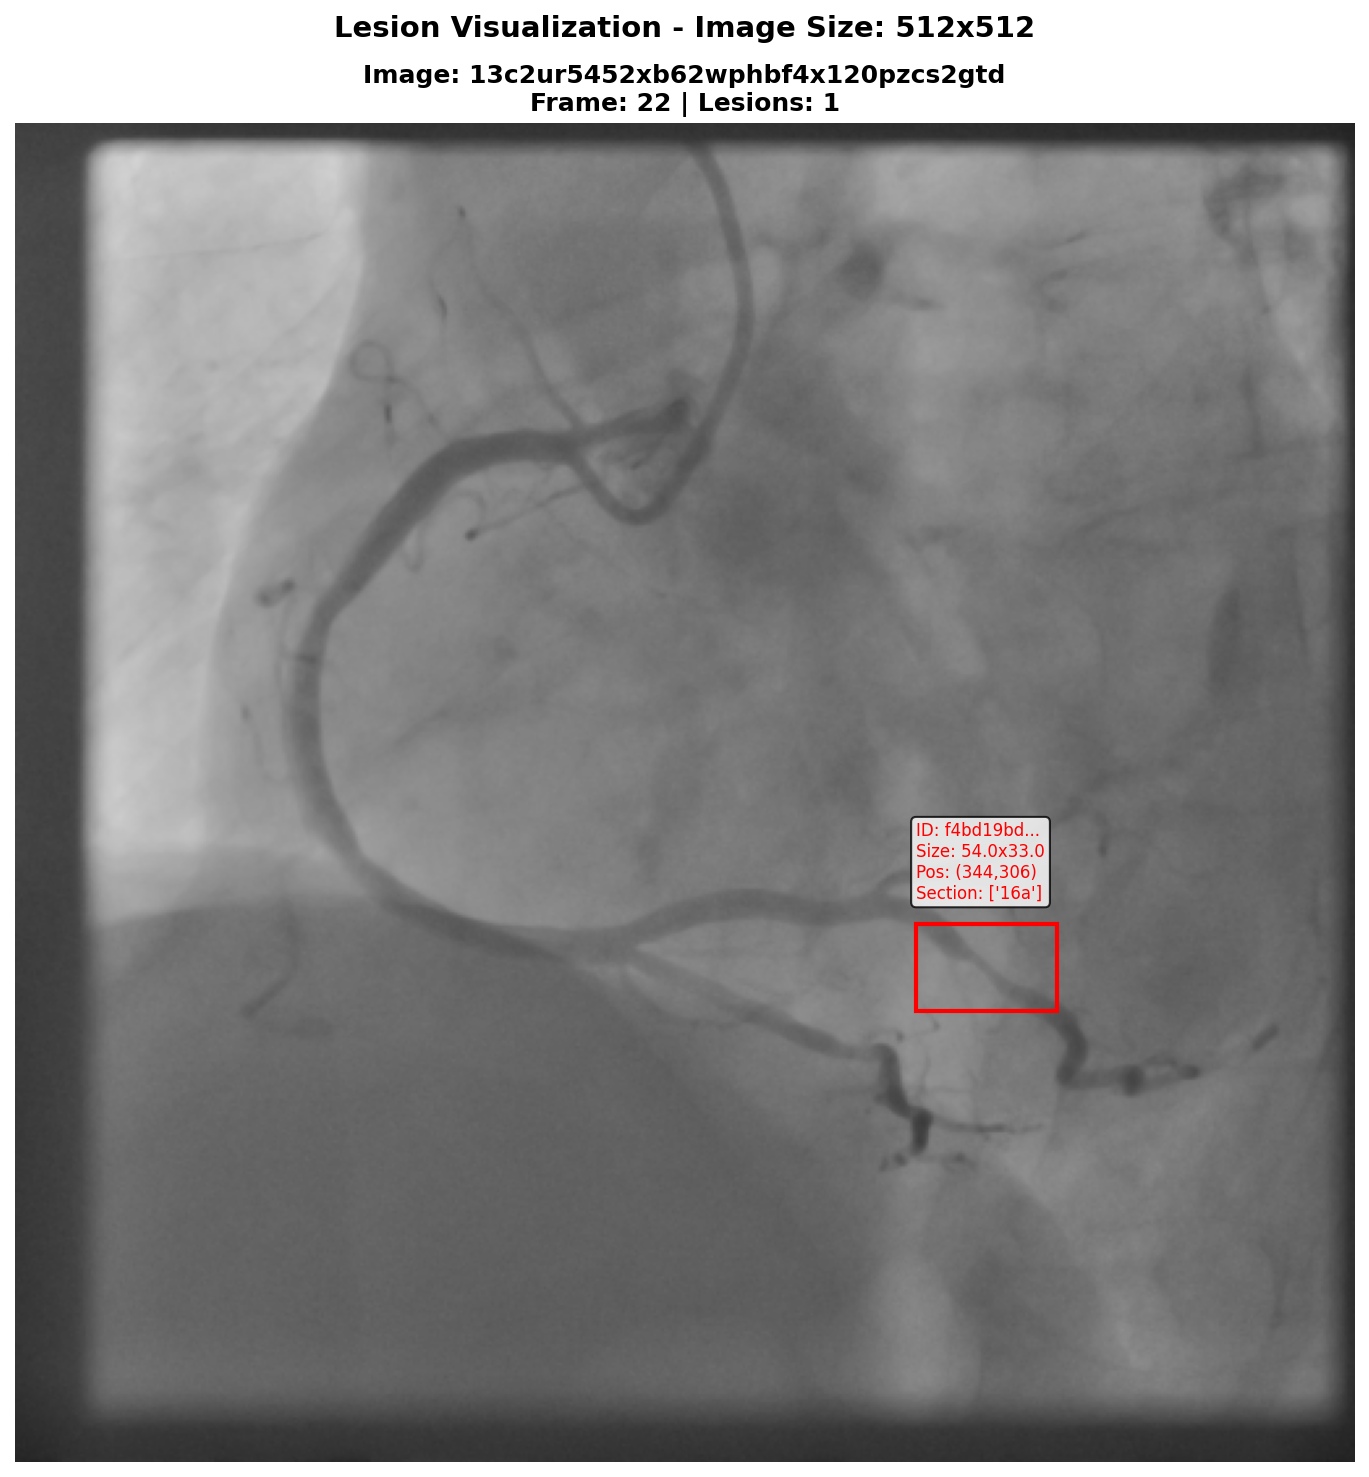 Lesion Visualization - Image Size: 512x512
Image: 13c2ur5452xb62wphbf4x120pzcs2gtd
Frame: 22 | Lesions: 1
ID: f4bd19bd...
Size: 54.0x33.0
Pos: (344,306)
Section: ['16a']